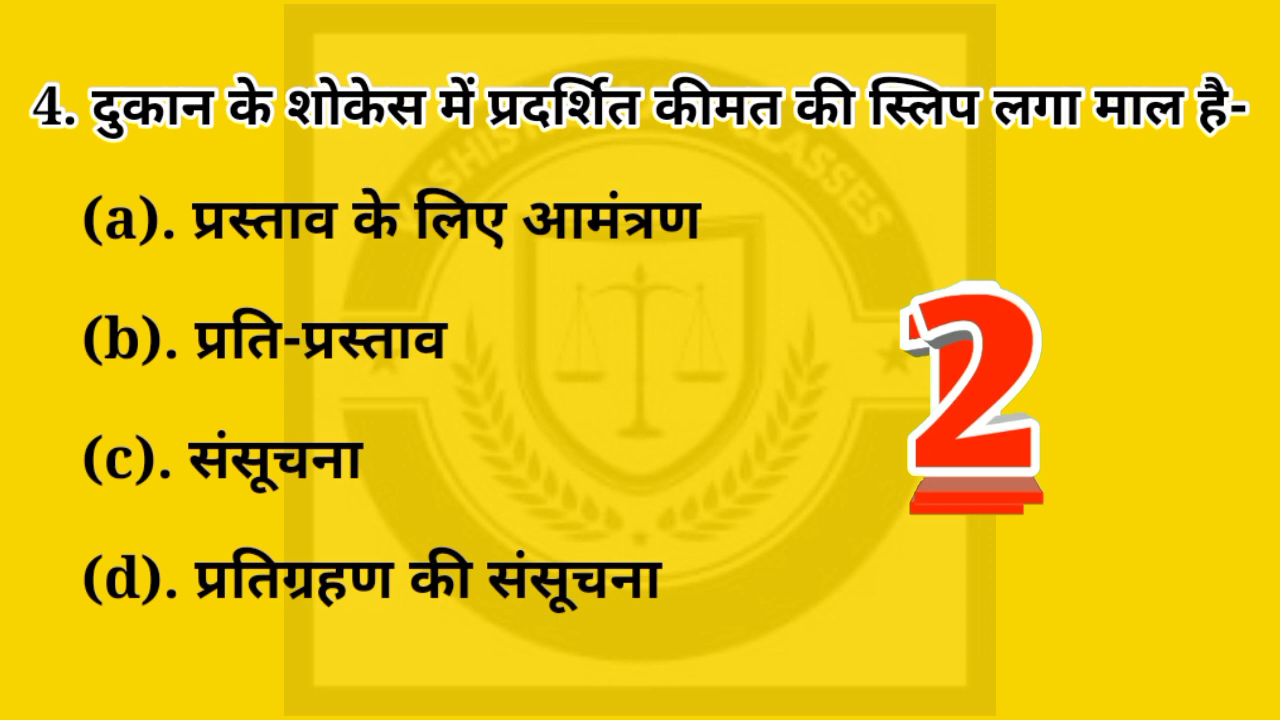 4. दुकान के शोकेस में प्रदर्शित कीमत की स्लिप लगा माल है-
(a). प्रस्ताव के लिए आमंत्रण
(b). प्रति-प्रस्ताव
(c). संसूचना
(d). प्रतिग्रहण की संसूचना
2